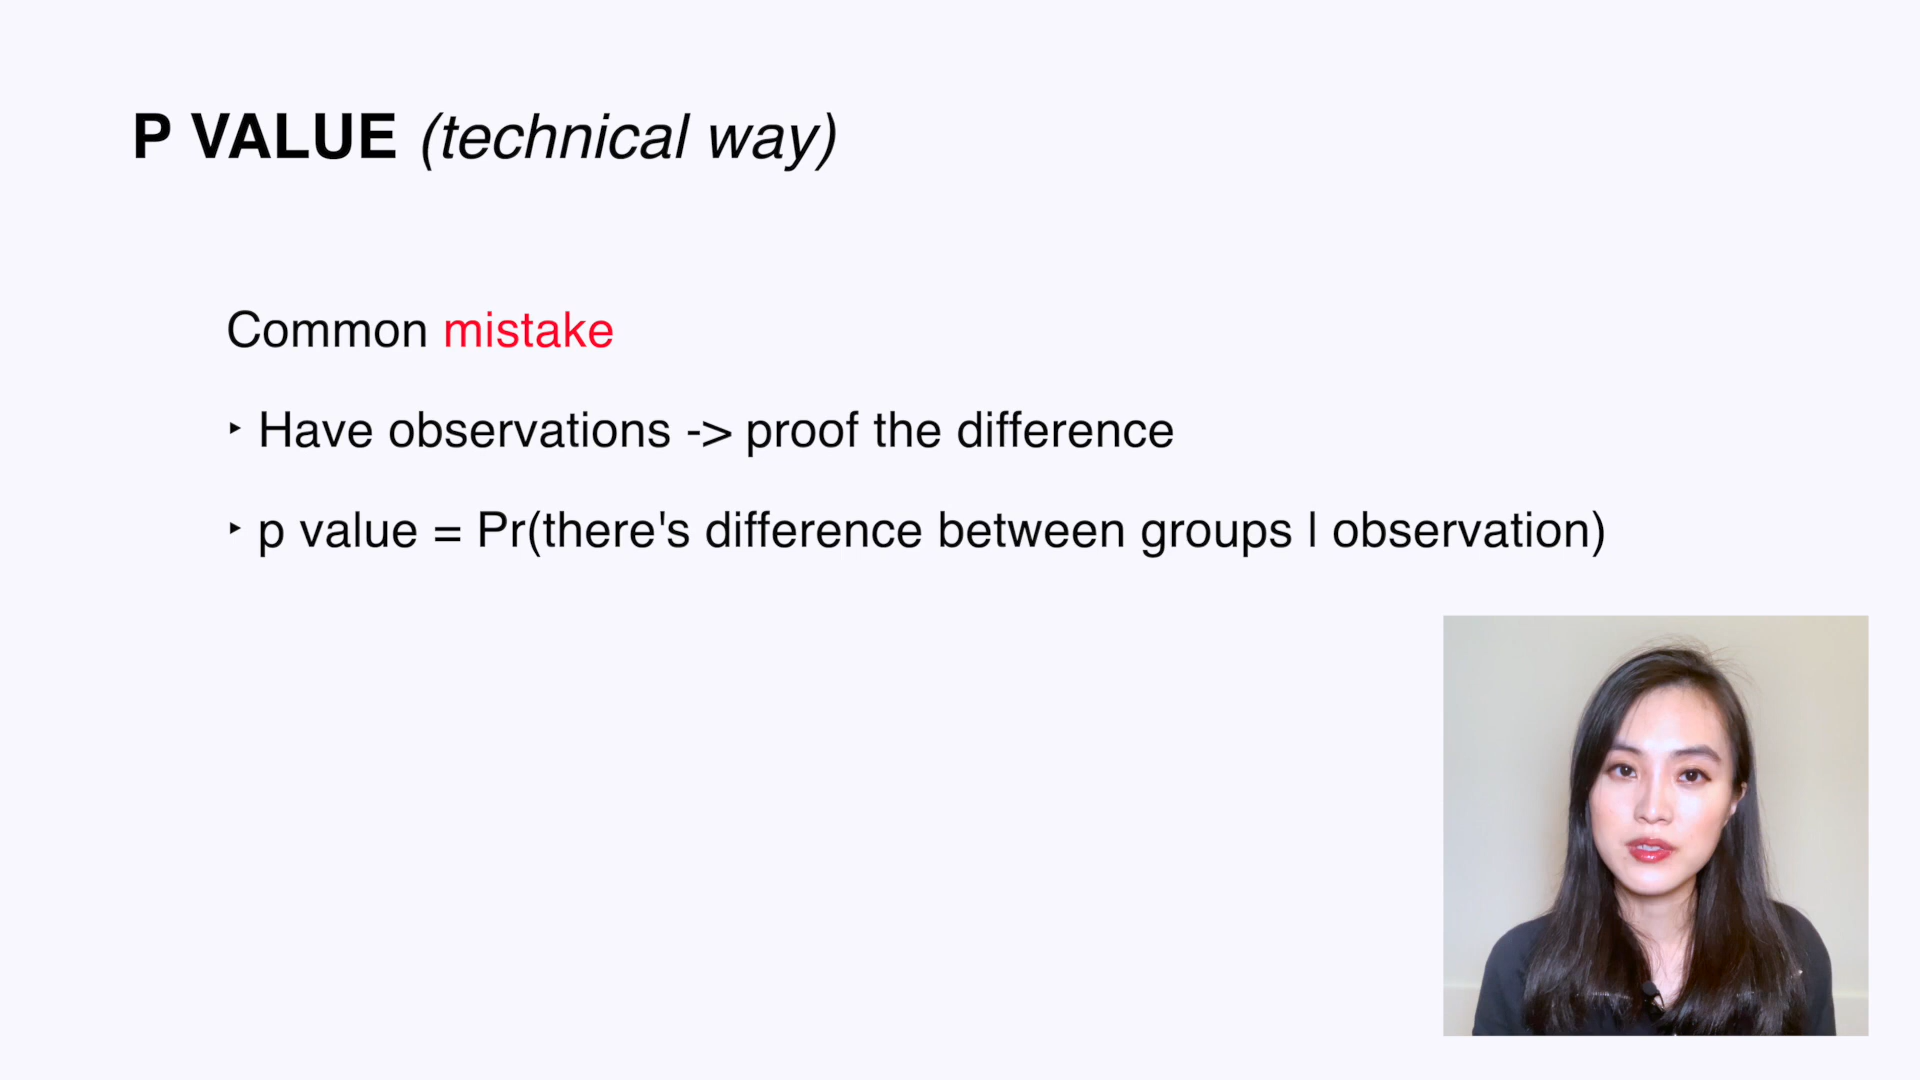 P VALUE (technical way)
Common mistake
‣ Have observations -> proof the difference
‣ p value = Pr(there's difference between groups | observation)